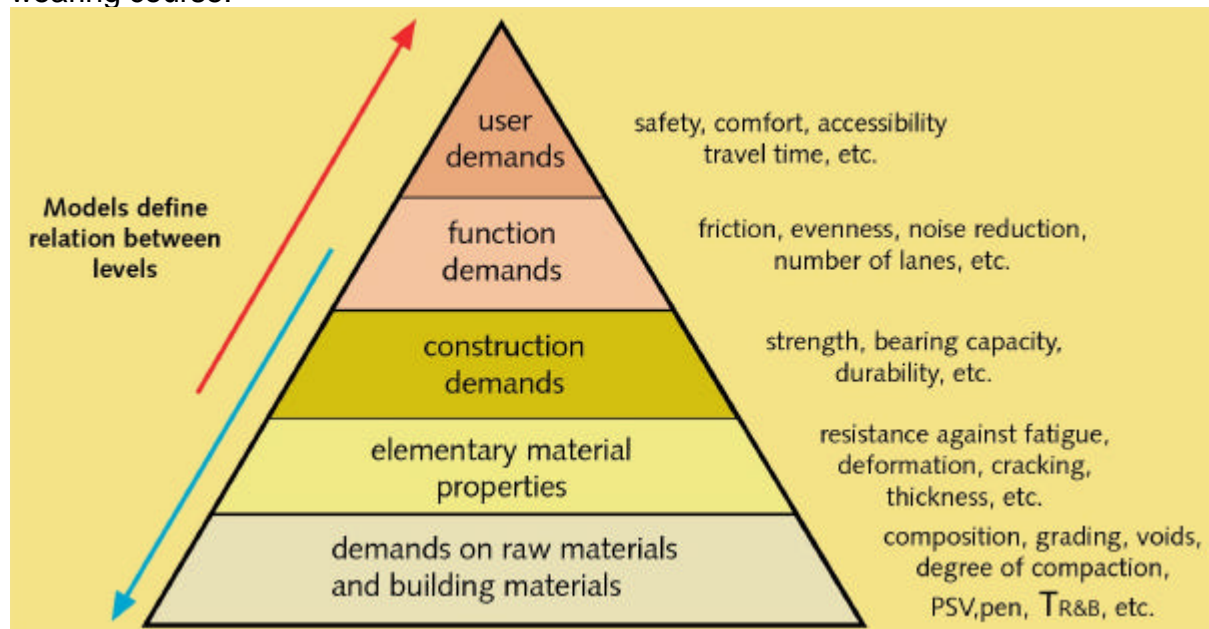 wearing course.
user
demands
safety, comfort, accessibility
travel time, etc.
Models define
relation between
levels
function
demands
friction, evenness, noise reduction,
number of lanes, etc.
construction
demands
strength, bearing capacity,
durability, etc.
elementary material
properties
resistance against fatigue,
deformation, cracking,
thickness, etc.
demands on raw materials
and building materials
composition, grading, voids,
degree of compaction,
PSV,pen, TR&B, etc.